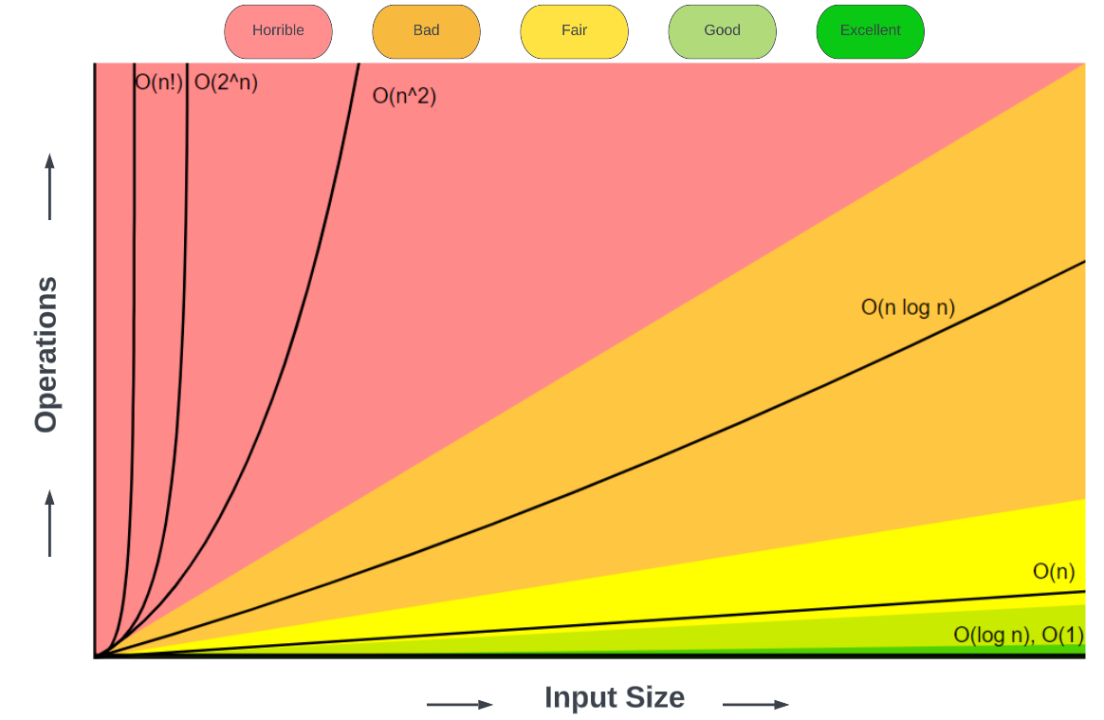 Horrible
Bad
Fair
Good
Excellent
O(n!)
O(2^n)
O(n^2)
O(n log n)
O(n)
O(log n), O(1)
Operations
Input Size